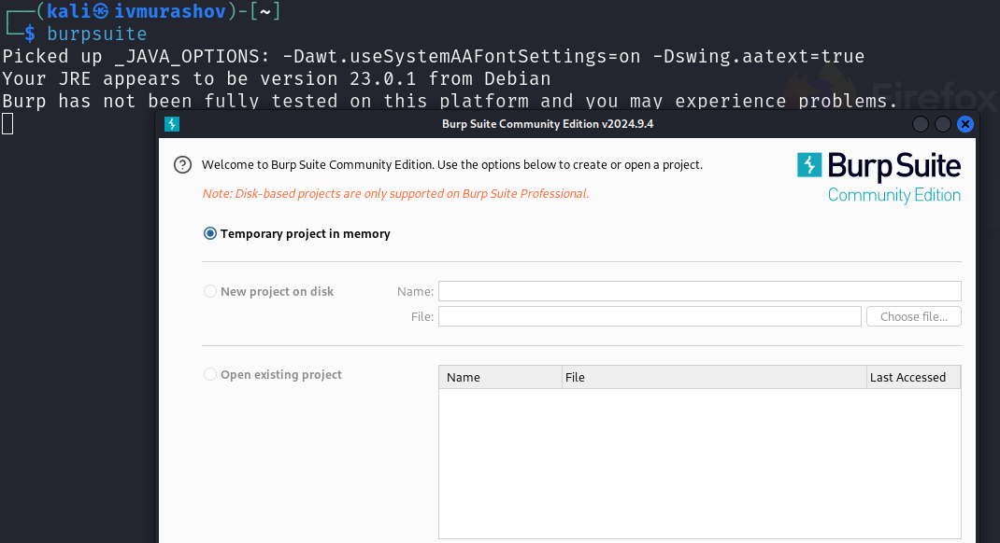 ┌──(kali㉿ivmurashov)-[~]
└─$ burpsuite
Picked up _JAVA_OPTIONS: -Dawt.useSystemAAFontSettings=on -Dswing.aatext=true
Your JRE appears to be version 23.0.1 from Debian
Burp has not been fully tested on this platform and you may experience problems.
Firefox
Burp Suite Community Edition v2024.9.4
Welcome to Burp Suite Community Edition. Use the options below to create or open a project.
Burp Suite
Community Edition
Note: Disk-based projects are only supported on Burp Suite Professional.
Temporary project in memory
New project on disk Name:
File: Choose file...
Open existing project
Name File Last Accessed